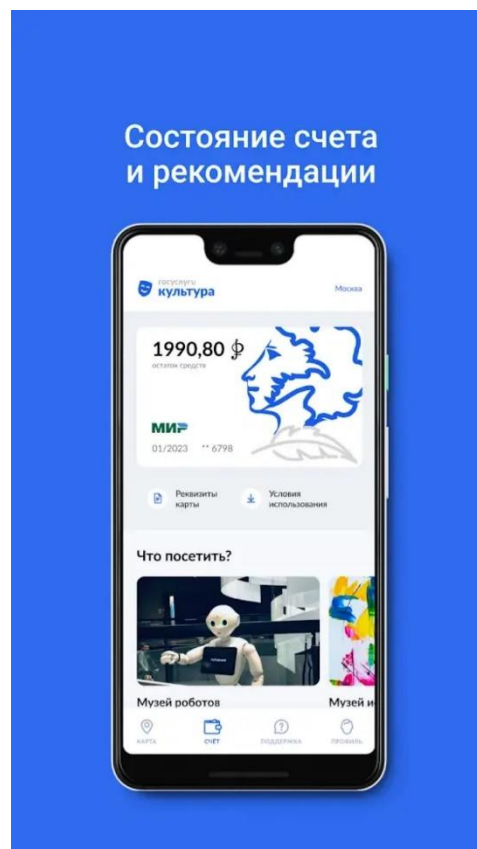 Состояние счета
и рекомендации
госуслуги
культура
Москва
1990,80
остаток средств
МИР
01/2023 ** 6798
Реквизиты
карты
Условия
использования
Что посетить?
Музей роботов
Музей и
КАРТА
СЧЁТ
ПОДДЕРЖКА
ПРОФИЛЬ